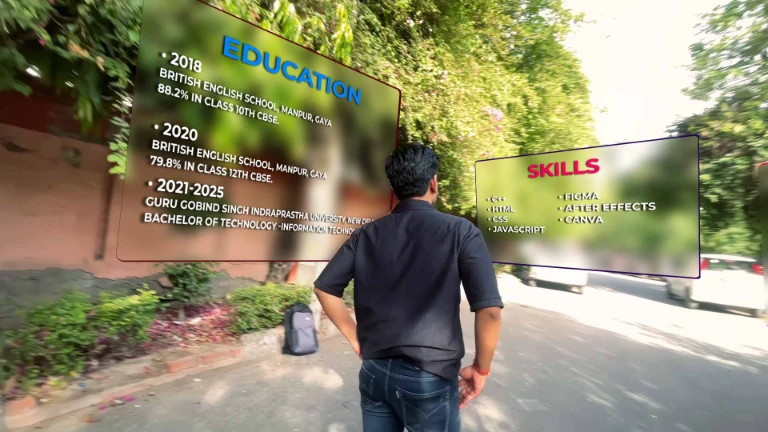 EDUCATION
• 2018
BRITISH ENGLISH SCHOOL, MANPUR, GAYA
88.2% IN CLASS 10TH CBSE.
• 2020
BRITISH ENGLISH SCHOOL, MANPUR, GAYA
79.8% IN CLASS 12TH CBSE.
• 2021-2025
GURU GOBIND SINGH INDRAPRASTHA UNIVERSITY, NEW
BACHELOR OF TECHNOLOGY -INFORMATION
SKILLS
• C++
• HTML
• CSS
• JAVASCRIPT
• FIGMA
• AFTER EFFECTS
• CANVA